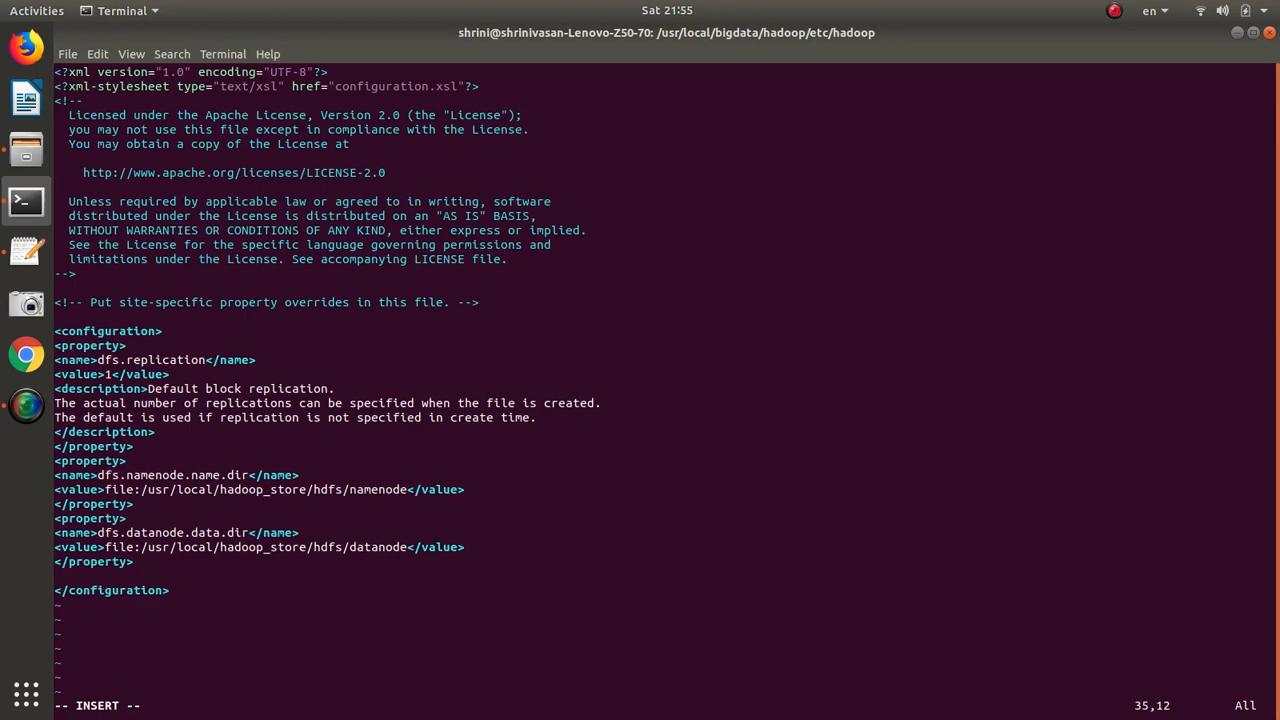 Activities
Terminal
Sat 21:55
en
shrini@shrinivasan-Lenovo-Z50-70: /usr/local/bigdata/hadoop/etc/hadoop
File Edit View Search Terminal Help
<?xml version="1.0" encoding="UTF-8"?>
<?xml-stylesheet type="text/xsl" href="configuration.xsl"?>
<!--
  Licensed under the Apache License, Version 2.0 (the "License");
  you may not use this file except in compliance with the License.
  You may obtain a copy of the License at
    http://www.apache.org/licenses/LICENSE-2.0
  Unless required by applicable law or agreed to in writing, software
  distributed under the License is distributed on an "AS IS" BASIS,
  WITHOUT WARRANTIES OR CONDITIONS OF ANY KIND, either express or implied.
  See the License for the specific language governing permissions and
  limitations under the License. See accompanying LICENSE file.
-->
<!-- Put site-specific property overrides in this file. -->
<configuration>
<property>
<name>dfs.replication</name>
<value>1</value>
<description>Default block replication.
The actual number of replications can be specified when the file is created.
The default is used if replication is not specified in create time.
</description>
</property>
<property>
<name>dfs.namenode.name.dir</name>
<value>file:/usr/local/hadoop_store/hdfs/namenode</value>
</property>
<property>
<name>dfs.datanode.data.dir</name>
<value>file:/usr/local/hadoop_store/hdfs/datanode</value>
</property>
</configuration>
~
~
~
~
~
~
~
-- INSERT --
35,12
All